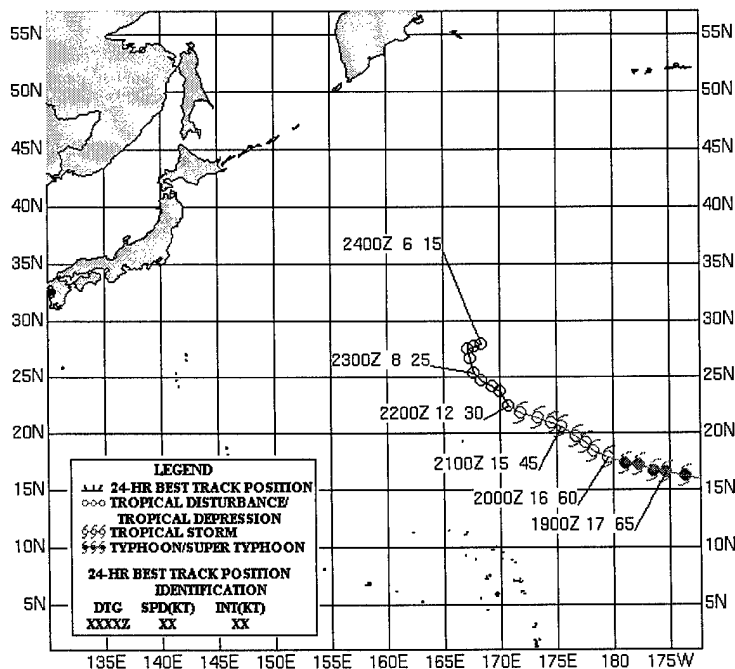 55N 55N
50N 50N
45N 45N
40N 40N
2400Z 6 15
35N 35N
30N 30N
2300Z 8 25
25N 25N
2200Z 12 30
20N 20N
2100Z 15 45
2000Z 16 60
1900Z 17 65
15N 15N
10N 10N
5N 5N
LEGEND
24-HR BEST TRACK POSITION
TROPICAL DISTURBANCE/
TROPICAL DEPRESSION
TROPICAL STORM
TYPHOON/SUPER TYPHOON
24-HR BEST TRACK POSITION
IDENTIFICATION
DTG SPD(KT) INT(KT)
XXXXZ XX XX
135E 140E 145E 150E 155E 160E 165E 170E 175E 180 175W